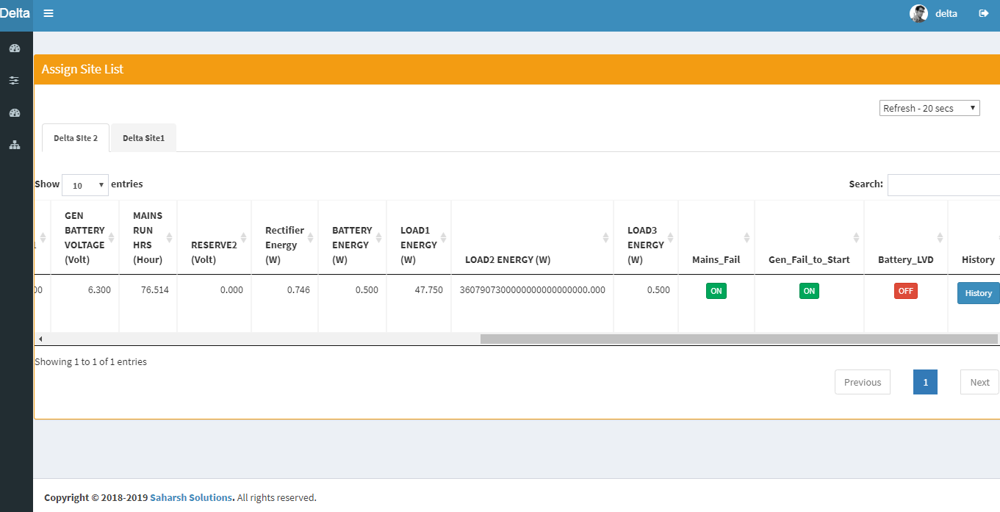 Delta
delta
Assign Site List
Refresh - 20 secs
Delta SIte 2
Delta Site1
Show 10 entries
Search:
GEN BATTERY VOLTAGE (Volt)
MAINS RUN HRS (Hour)
RESERVE2 (Volt)
Rectifier Energy (W)
BATTERY ENERGY (W)
LOAD1 ENERGY (W)
LOAD2 ENERGY (W)
LOAD3 ENERGY (W)
Mains_Fail
Gen_Fail_to_Start
Battery_LVD
History
6.300
76.514
0.000
0.746
0.500
47.750
3607907300000000000000000.000
0.500
ON
ON
OFF
History
Showing 1 to 1 of 1 entries
Previous
1
Next
Copyright © 2018-2019 Saharsh Solutions. All rights reserved.